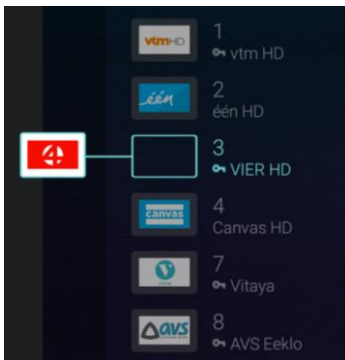 vtmHD
1
vtm HD
één
2
één HD
4
3
VIER HD
canvas
4
Canvas HD
7
Vitaya
avs
8
AVS Eeklo